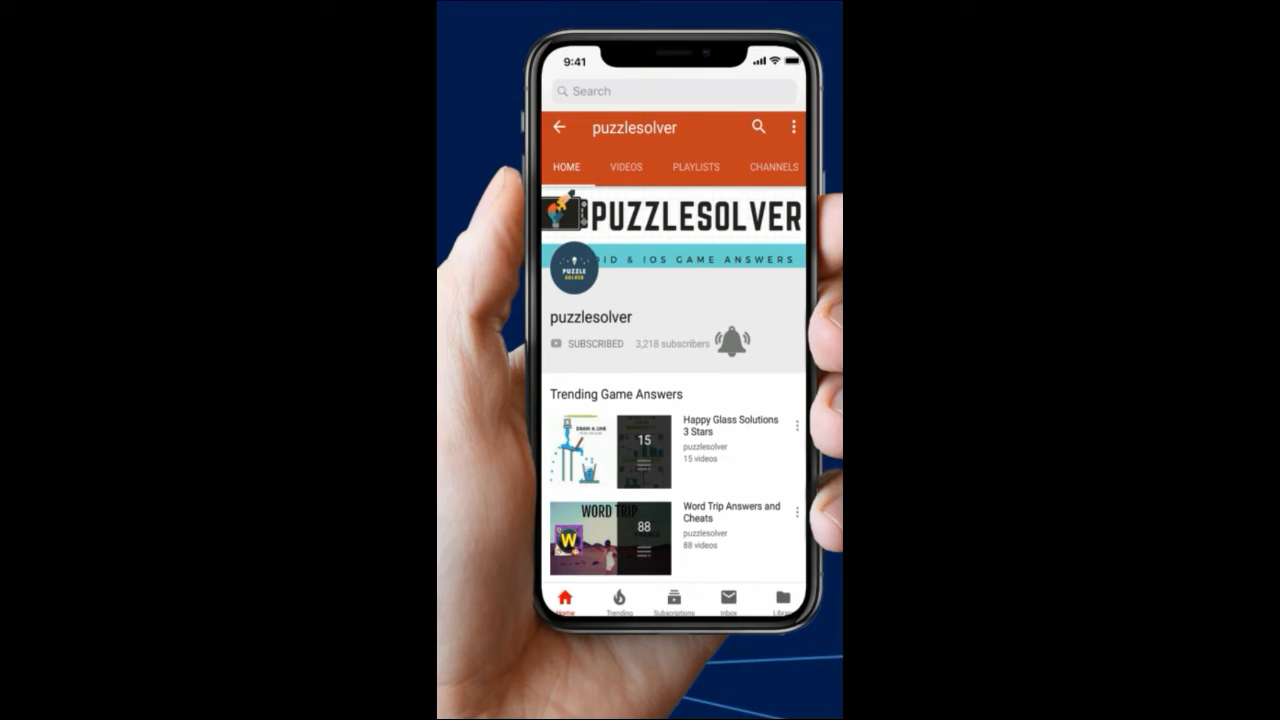 9:41
Search
puzzlesolver
HOME VIDEOS PLAYLISTS CHANNELS
PUZZLESOLVER
PUZZLE
SOLVER
& IOS GAME ANSWERS
puzzlesolver
SUBSCRIBED 3,218 subscribers
Trending Game Answers
DRAW A LINE
15
Happy Glass Solutions
3 Stars
puzzlesolver
15 videos
WORD TRIP
W
88
Word Trip Answers and
Cheats
puzzlesolver
88 videos
Home Trending Subscriptions Inbox